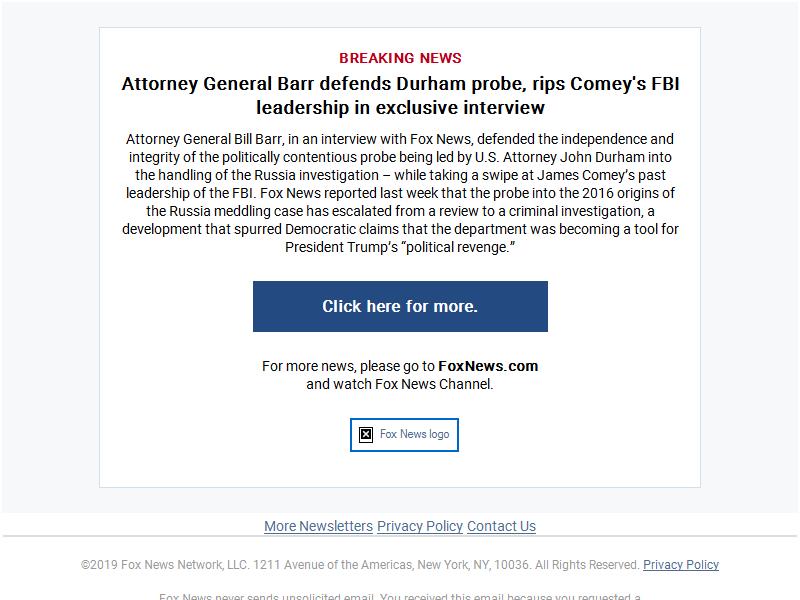 BREAKING NEWS
Attorney General Barr defends Durham probe, rips Comey's FBI
leadership in exclusive interview
Attorney General Bill Barr, in an interview with Fox News, defended the independence and
integrity of the politically contentious probe being led by U.S. Attorney John Durham into
the handling of the Russia investigation – while taking a swipe at James Comey’s past
leadership of the FBI. Fox News reported last week that the probe into the 2016 origins of
the Russia meddling case has escalated from a review to a criminal investigation, a
development that spurred Democratic claims that the department was becoming a tool for
President Trump’s “political revenge.”
Click here for more.
For more news, please go to FoxNews.com
and watch Fox News Channel.
Fox News logo
More Newsletters Privacy Policy Contact Us
©2019 Fox News Network, LLC. 1211 Avenue of the Americas, New York, NY, 10036. All Rights Reserved. Privacy Policy
Fox News never sends unsolicited email. You received this email because you requested a